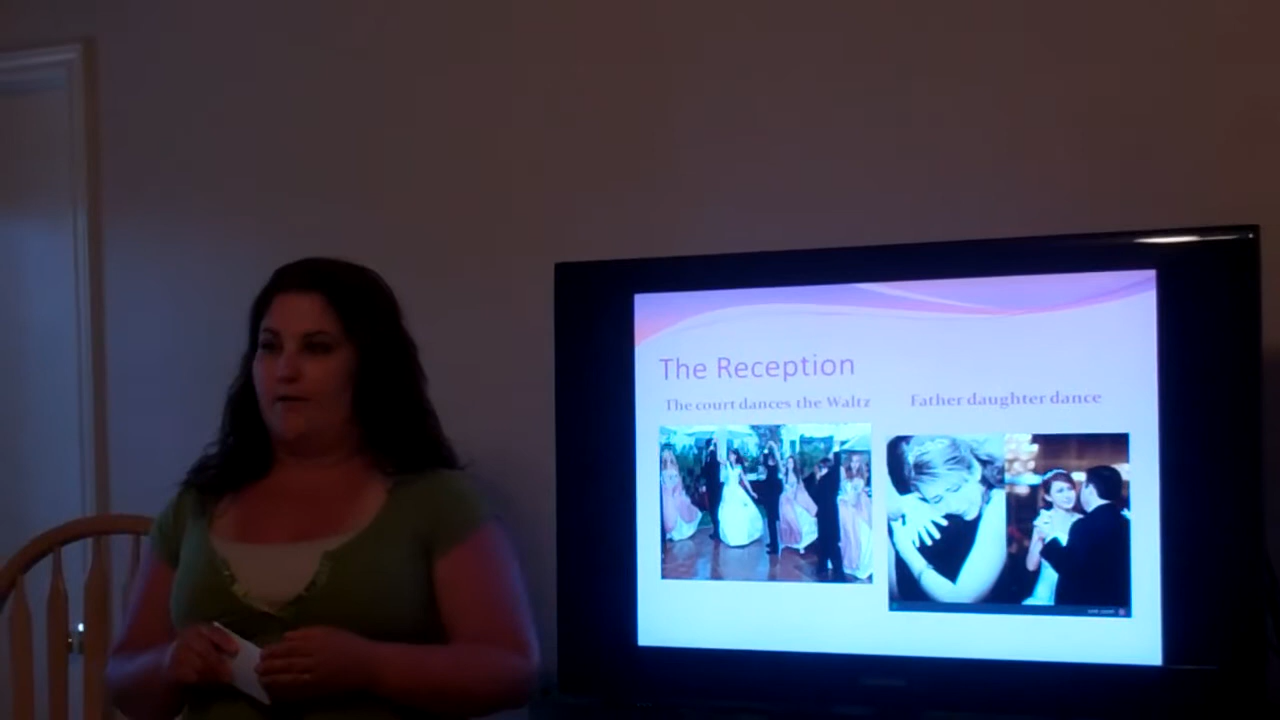 The Reception
The court dances the Waltz
Father daughter dance